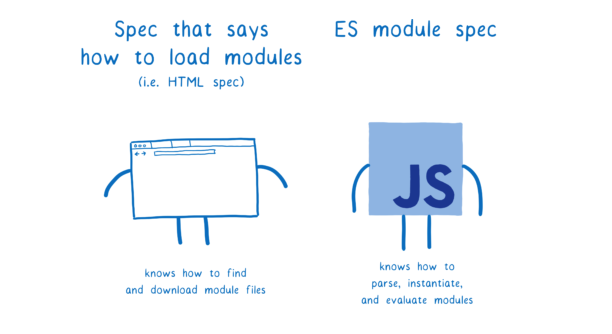 Spec that says
how to load modules
(i.e. HTML spec)
ES module spec
JS
knows how to find
and download module files
knows how to
parse, instantiate,
and evaluate modules